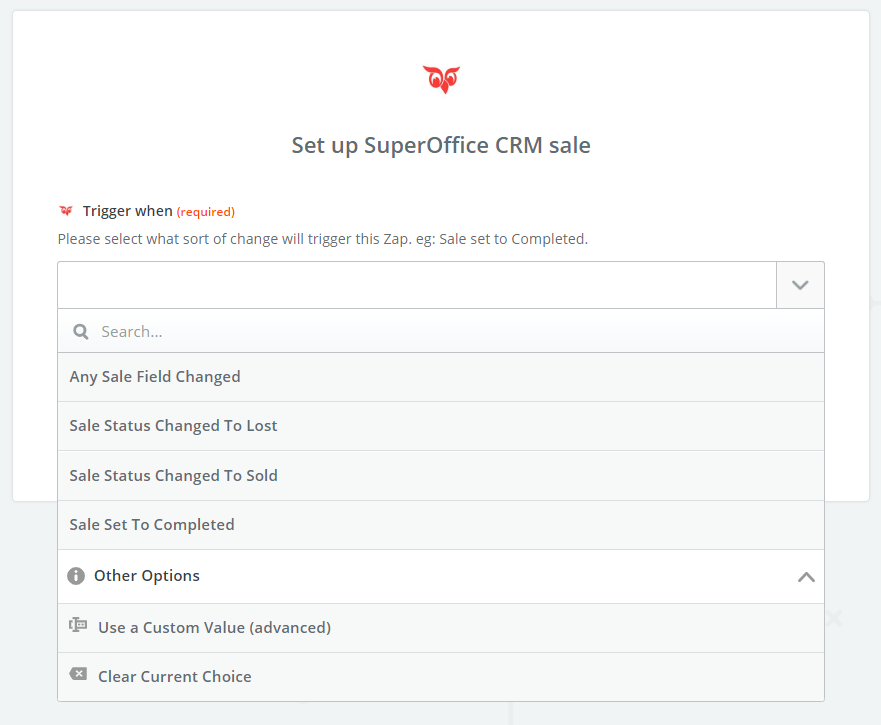 Set up SuperOffice CRM sale
Trigger when (required)
Please select what sort of change will trigger this Zap. eg: Sale set to Completed.
Search...
Any Sale Field Changed
Sale Status Changed To Lost
Sale Status Changed To Sold
Sale Set To Completed
Other Options
Use a Custom Value (advanced)
Clear Current Choice